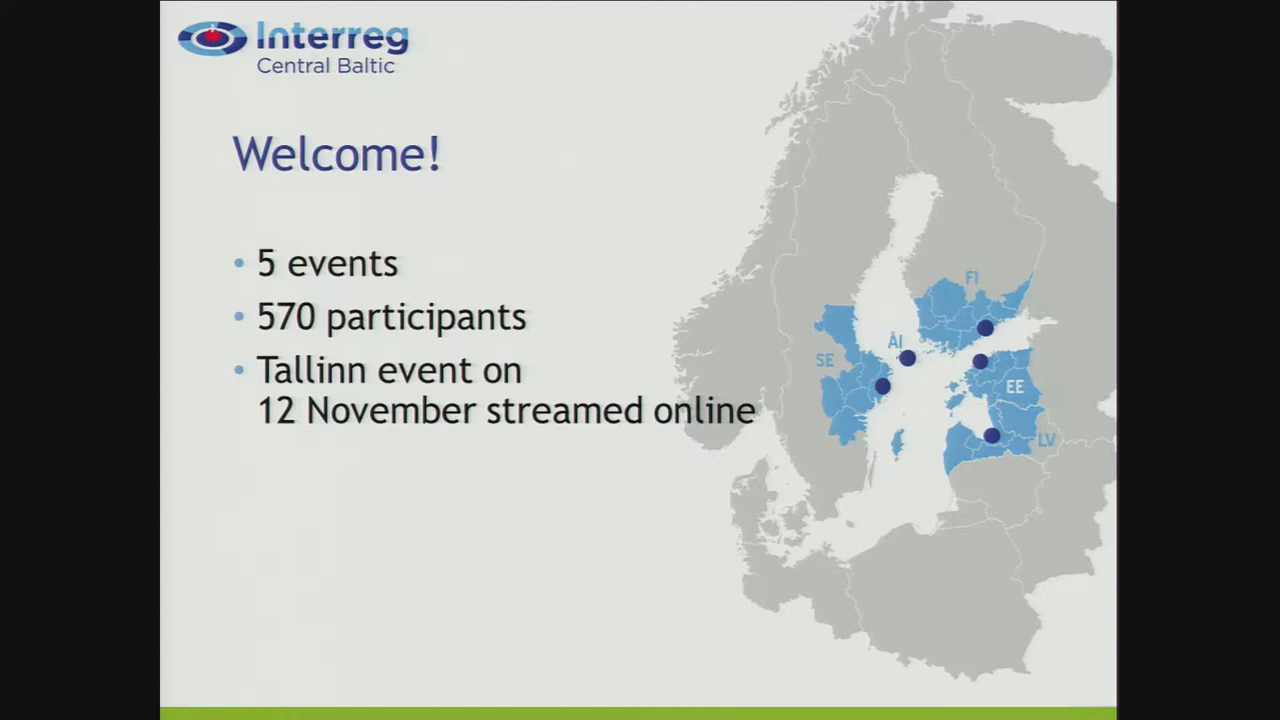 Interreg
Central Baltic
Welcome!
• 5 events
• 570 participants
• Tallinn event on
12 November streamed online
FI
ÅI
SE
EE
LV